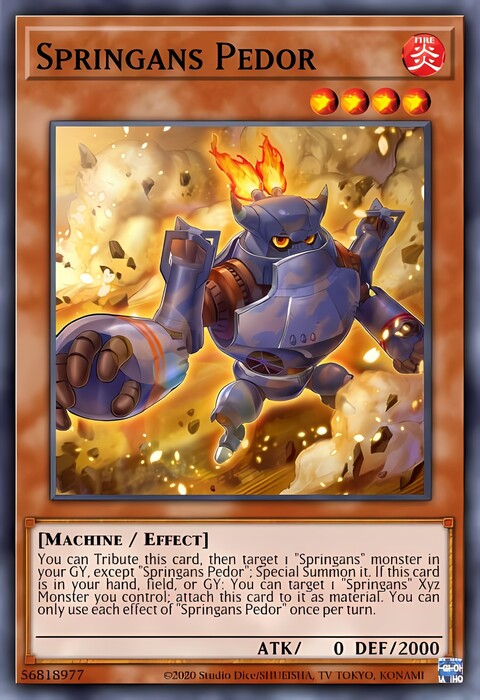 SPRINGANS PEDOR
FIRE
炎
[MACHINE / EFFECT]
You can Tribute this card, then target 1 "Springans" monster in
your GY, except "Springans Pedor"; Special Summon it. If this card
is in your hand, field, or GY: You can target 1 "Springans" Xyz
Monster you control; attach this card to it as material. You can
only use each effect of "Springans Pedor" once per turn.
ATK/ 0 DEF/2000
56818977
©2020 Studio Dice/SHUEISHA, TV TOKYO, KONAMI